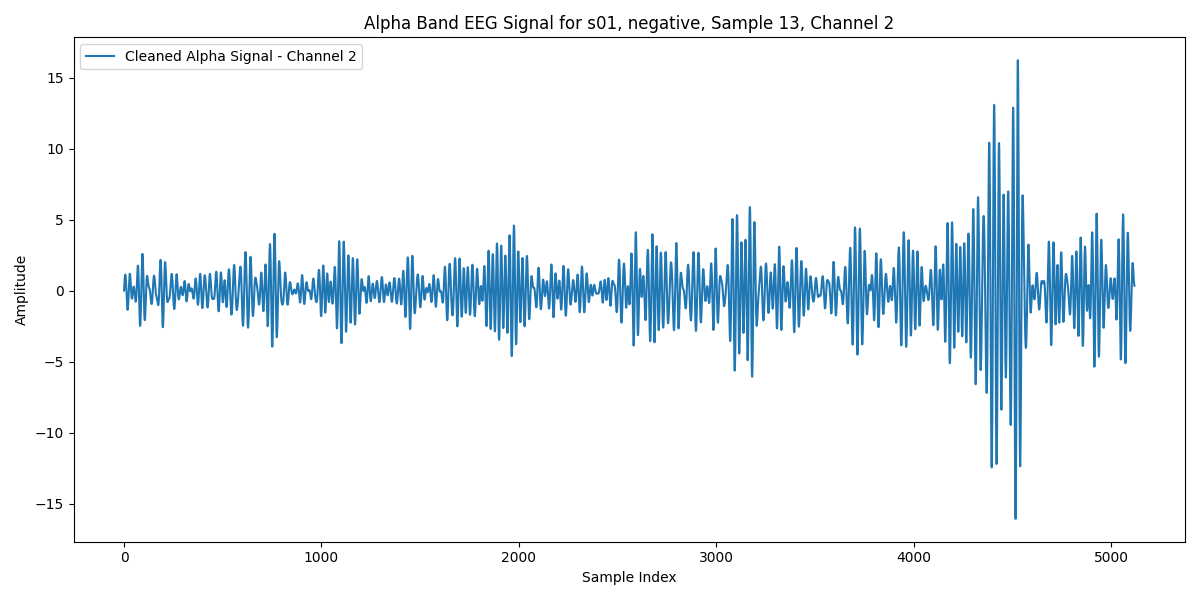 Alpha Band EEG Signal for s01, negative, Sample 13, Channel 2
Cleaned Alpha Signal - Channel 2
15
10
5
0
−5
−10
−15
Amplitude
0 1000 2000 3000 4000 5000
Sample Index